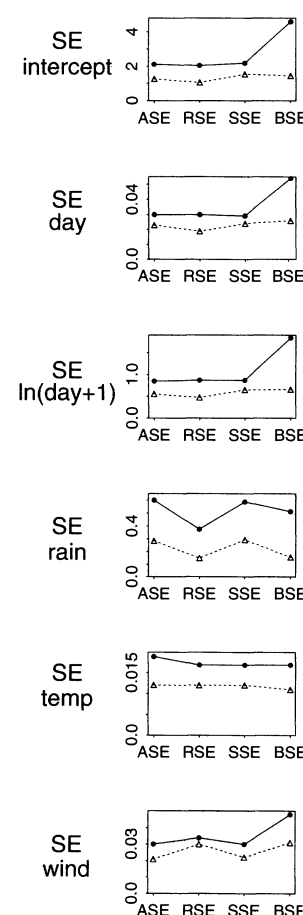 SE
intercept
0
2
4
ASE RSE SSE BSE
SE
day
0.0
0.04
ASE RSE SSE BSE
SE
ln(day+1)
0.0
1.0
ASE RSE SSE BSE
SE
rain
0.0
0.4
ASE RSE SSE BSE
SE
temp
0.0
0.015
ASE RSE SSE BSE
SE
wind
0.0
0.03
ASE RSE SSE BSE